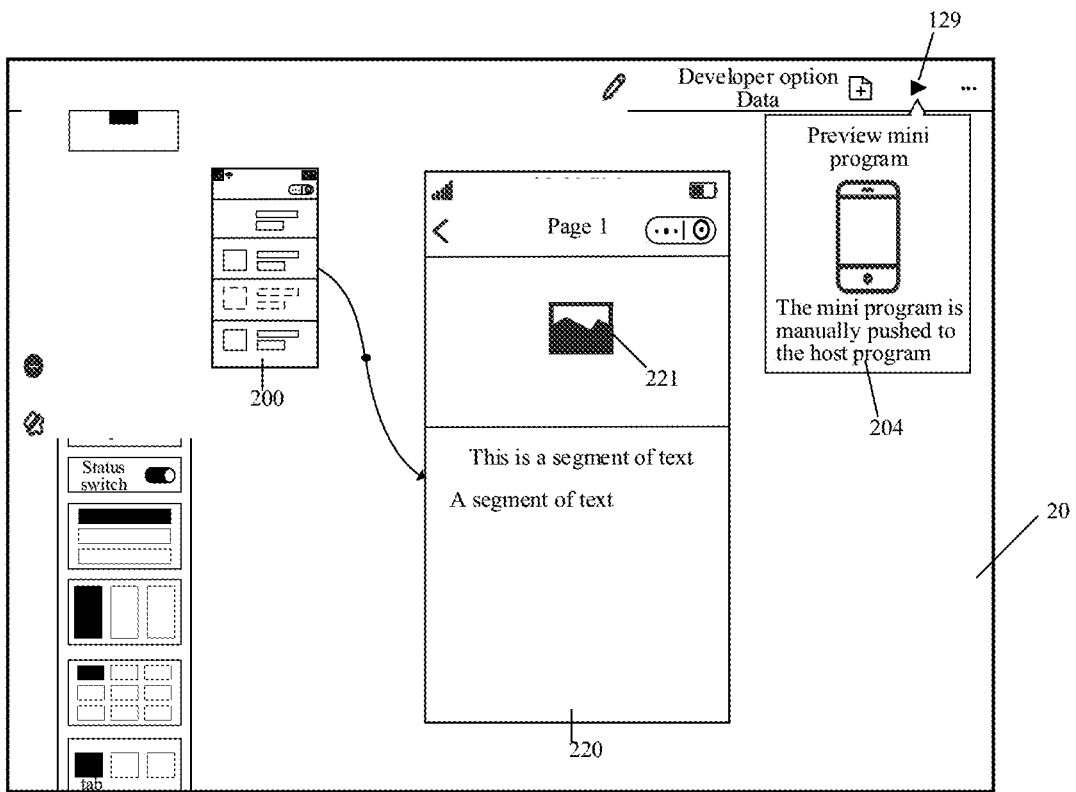 129
Developer option
Data
Preview mini
program
Page 1
The mini program is
manually pushed to
the host program
221
200
204
This is a segment of text
Status
switch
A segment of text
20
220
tab